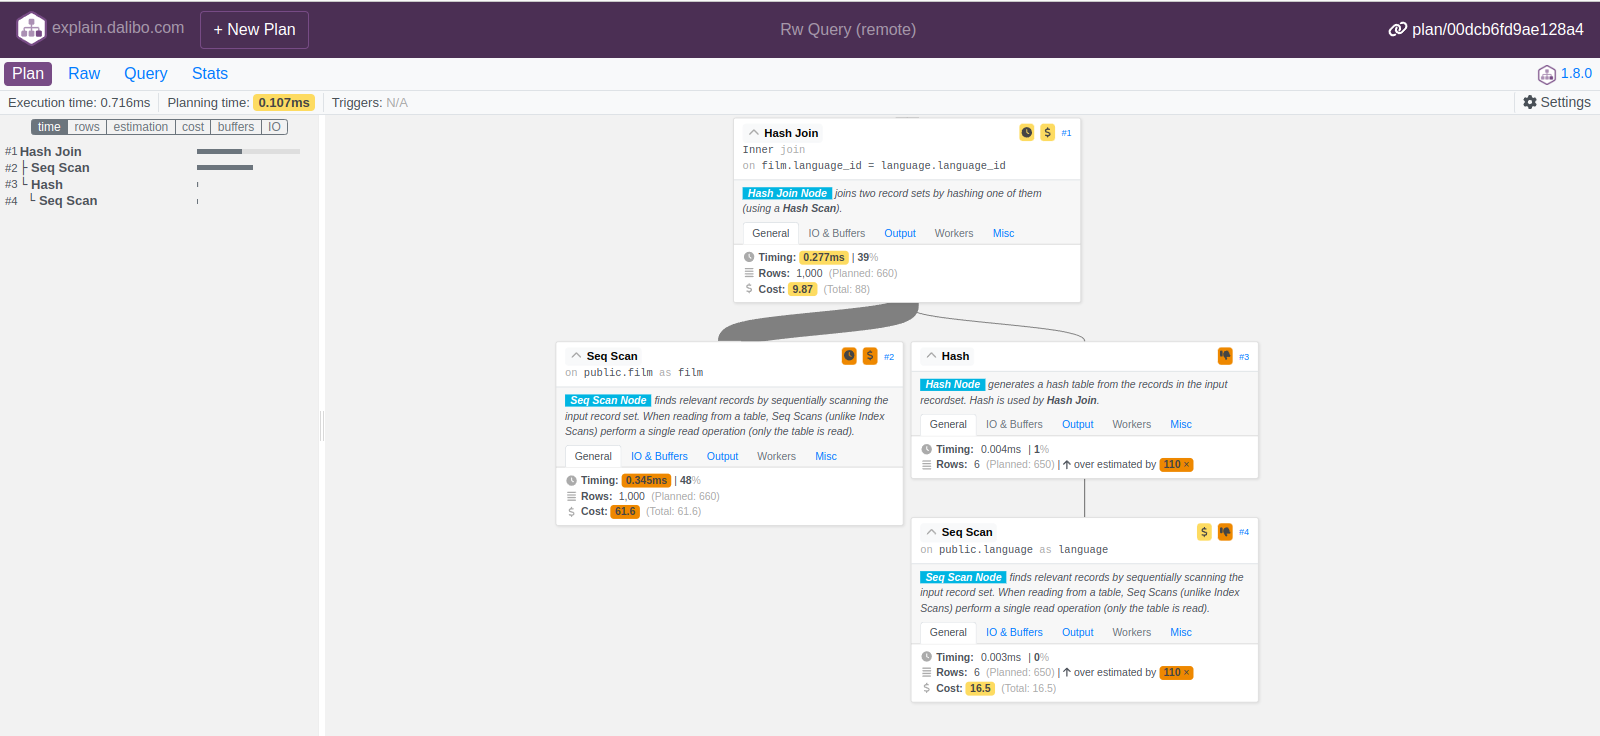 explain.dalibo.com
+ New Plan
Rw Query (remote)
plan/00dcb6fd9ae128a4
Plan Raw Query Stats
1.8.0
Execution time: 0.716ms Planning time: 0.107ms Triggers: N/A
Settings
time rows estimation cost buffers IO
#1 Hash Join
#2 Seq Scan
#3 Hash
#4 Seq Scan
Hash Join $ #1
Inner join
on film.language_id = language.language_id
Hash Join Node joins two record sets by hashing one of them
(using a Hash Scan).
General IO & Buffers Output Workers Misc
Timing: 0.277ms | 39%
Rows: 1,000 (Planned: 660)
$ Cost: 9.87 (Total: 88)
Seq Scan $ #2
on public.film as film
Seq Scan Node finds relevant records by sequentially scanning the
input record set. When reading from a table, Seq Scans (unlike Index
Scans) perform a single read operation (only the table is read).
General IO & Buffers Output Workers Misc
Timing: 0.345ms | 48%
Rows: 1,000 (Planned: 660)
$ Cost: 61.6 (Total: 61.6)
Hash #3
Hash Node generates a hash table from the records in the input
recordset. Hash is used by Hash Join.
General IO & Buffers Output Workers Misc
Timing: 0.004ms | 1%
Rows: 6 (Planned: 650) | ↑ over estimated by 110 ×
Seq Scan $ #4
on public.language as language
Seq Scan Node finds relevant records by sequentially scanning the
input record set. When reading from a table, Seq Scans (unlike Index
Scans) perform a single read operation (only the table is read).
General IO & Buffers Output Workers Misc
Timing: 0.003ms | 0%
Rows: 6 (Planned: 650) | ↑ over estimated by 110 ×
$ Cost: 16.5 (Total: 16.5)